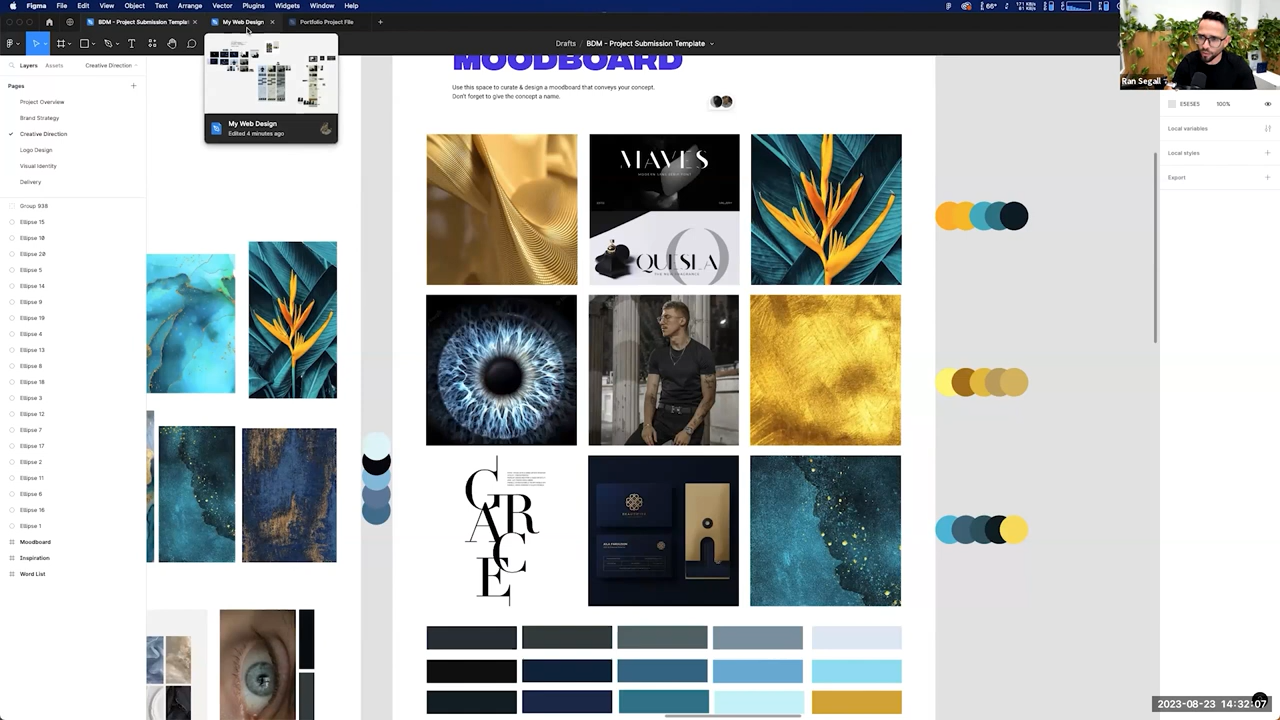 Figma File Edit View Object Text Arrange Vector Plugins Widgets Window Help
BDM - Project Submission Templat
My Web Design
Portfolio Project File
Drafts / BDM - Project Submission Template
Ran Segall
Layers Assets Creative Direction
Pages
Project Overview
Brand Strategy
Creative Direction
Logo Design
Visual Identity
Delivery
Group 938
Ellipse 15
Ellipse 10
Ellipse 20
Ellipse 5
Ellipse 14
Ellipse 9
Ellipse 19
Ellipse 4
Ellipse 13
Ellipse 8
Ellipse 18
Ellipse 3
Ellipse 12
Ellipse 7
Ellipse 17
Ellipse 2
Ellipse 11
Ellipse 6
Ellipse 16
Ellipse 1
Moodboard
Inspiration
Word List
My Web Design
Edited 4 minutes ago
MOODBOARD
Use this space to curate & design a moodboard that conveys your concept.
Don't forget to give the concept a name.
MAVES
MODERN SANS SERIF FONT
QUESLA
GRACE
E5E5E5 100%
Local variables
Local styles
Export
2023-08-23 14:32:07